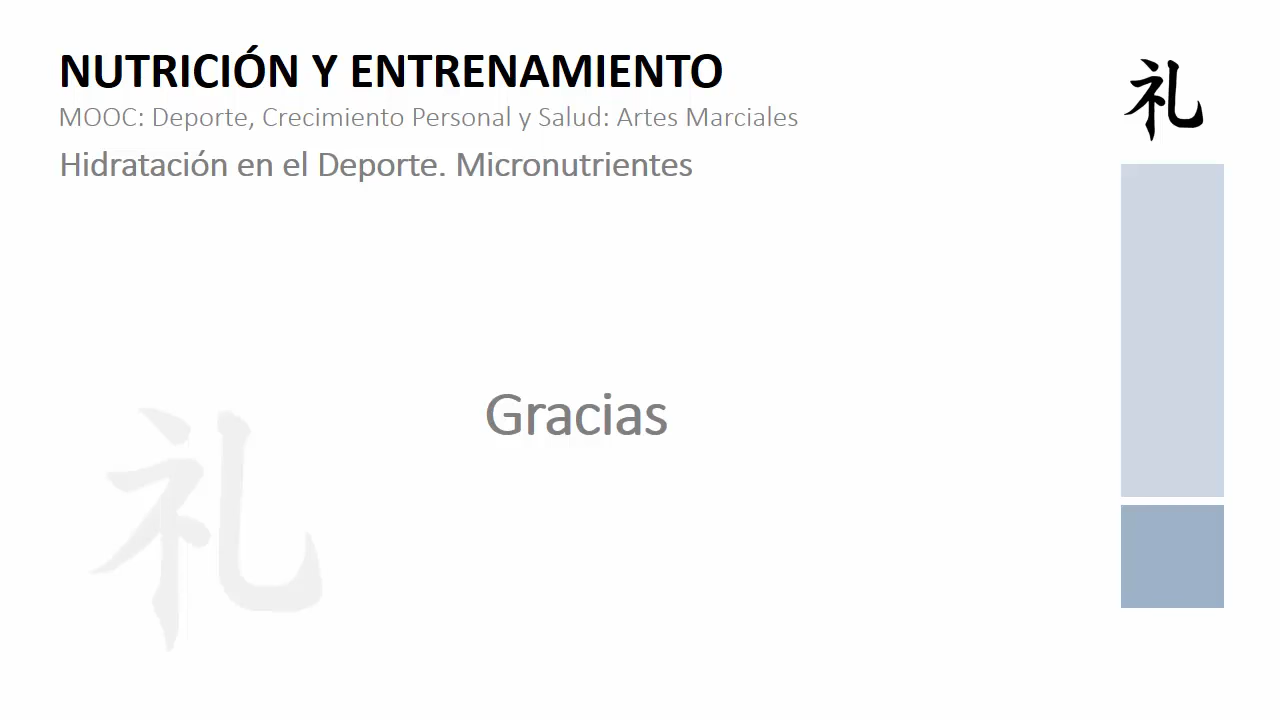 NUTRICIÓN Y ENTRENAMIENTO
礼
MOOC: Deporte, Crecimiento Personal y Salud: Artes Marciales
Hidratación en el Deporte. Micronutrientes
Gracias
礼